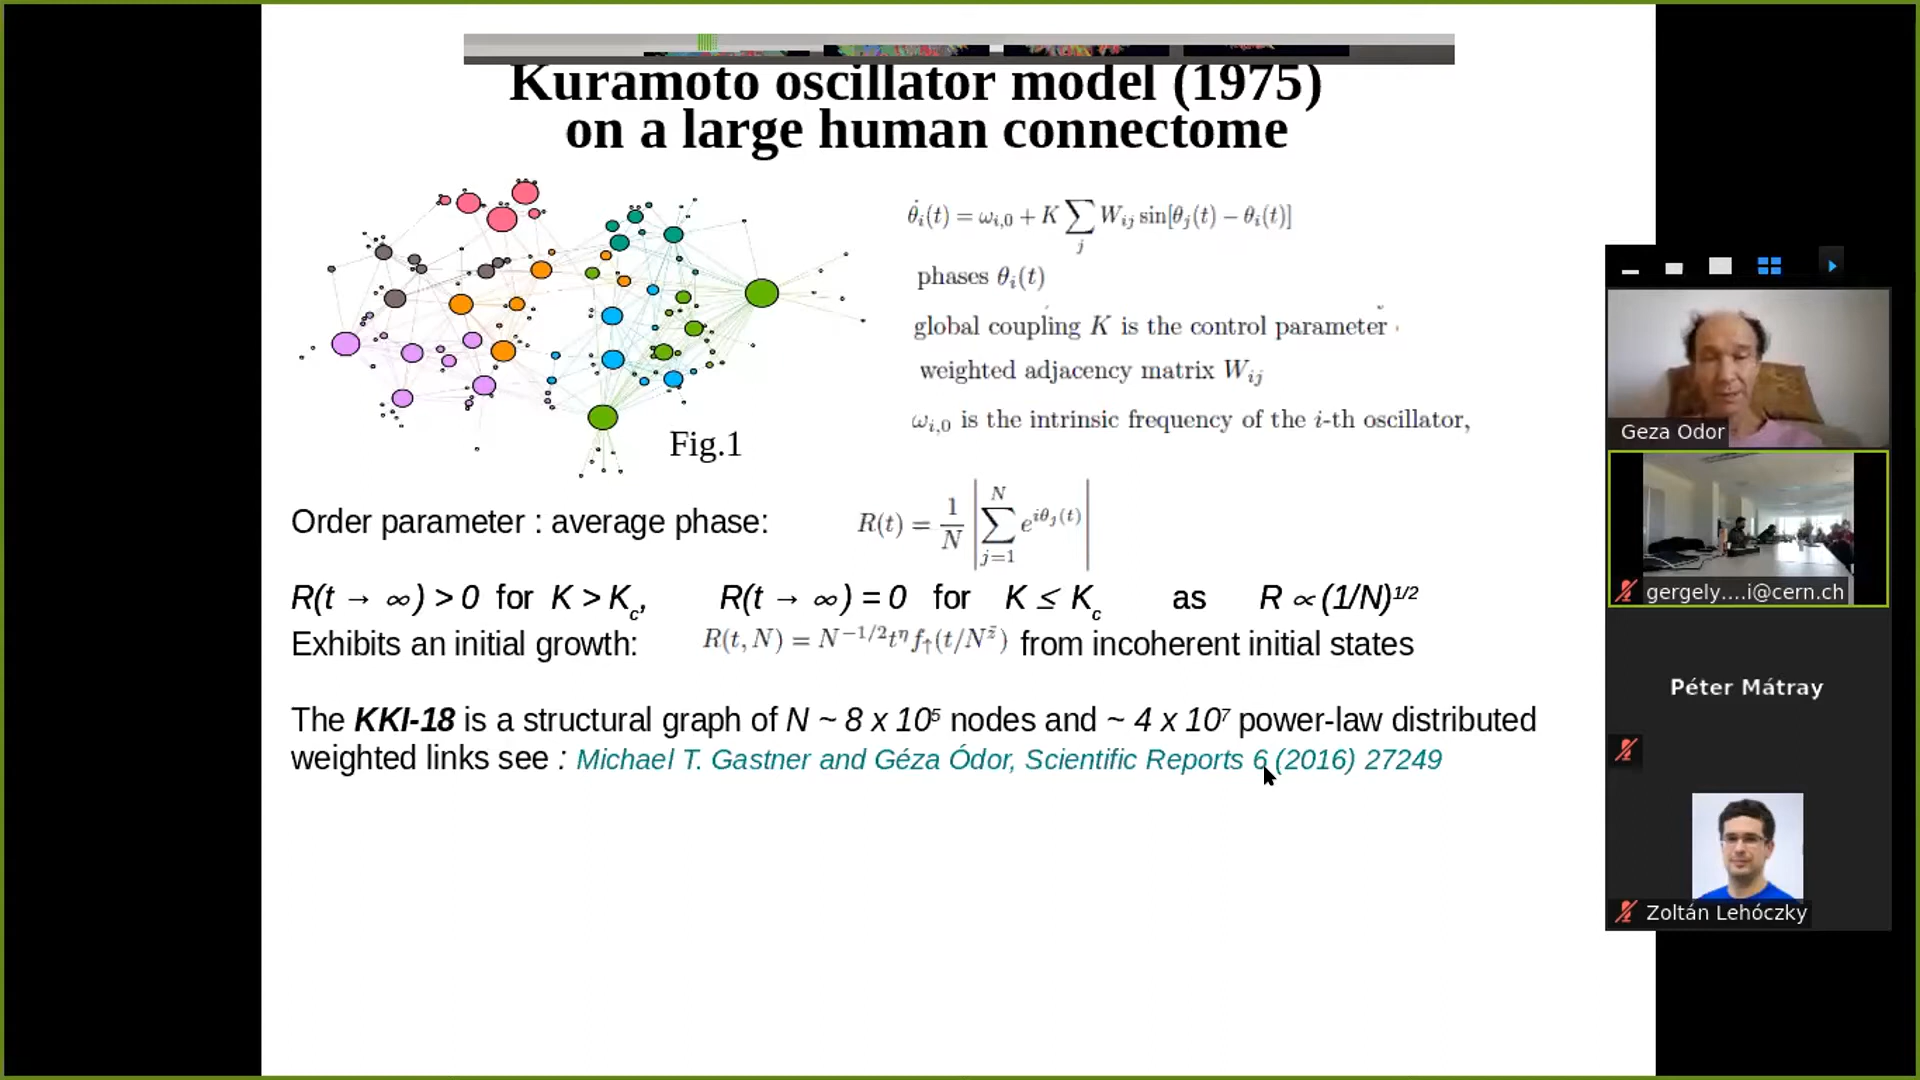 Kuramoto oscillator model (1975)
on a large human connectome
θ̇ᵢ(t) = ωᵢ,₀ + K ∑ⱼ Wᵢⱼ sin[θⱼ(t) − θᵢ(t)]
phases θᵢ(t)
global coupling K is the control parameter
weighted adjacency matrix Wᵢⱼ
ωᵢ,₀ is the intrinsic frequency of the i-th oscillator,
Fig.1
Order parameter : average phase: R(t) = 1/N |∑ⱼ₌₁ᴺ e^{iθⱼ(t)}|
R(t → ∞) > 0 for K > K_c, R(t → ∞) = 0 for K ≤ K_c as R ∝ (1/N)^{1/2}
Exhibits an initial growth: R(t, N) = N^{−1/2} t^η f_↑(t/N^{z̃}) from incoherent initial states
The KKI-18 is a structural graph of N ~ 8 x 10⁵ nodes and ~ 4 x 10⁷ power-law distributed
weighted links see : Michael T. Gastner and Géza Ódor, Scientific Reports 6 (2016) 27249
Geza Odor
gergely....i@cern.ch
Péter Mátray
Zoltán Lehóczky